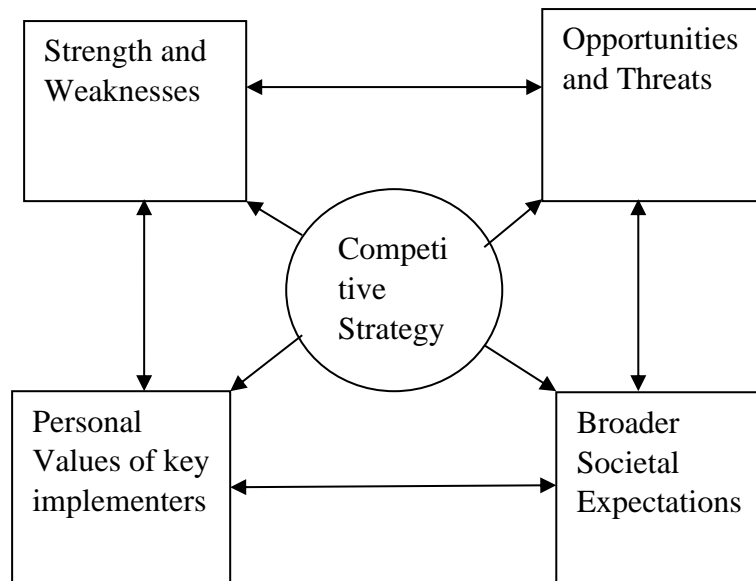 Strength and
Weaknesses
Opportunities
and Threats
Competi
tive
Strategy
Personal
Values of key
implementers
Broader
Societal
Expectations